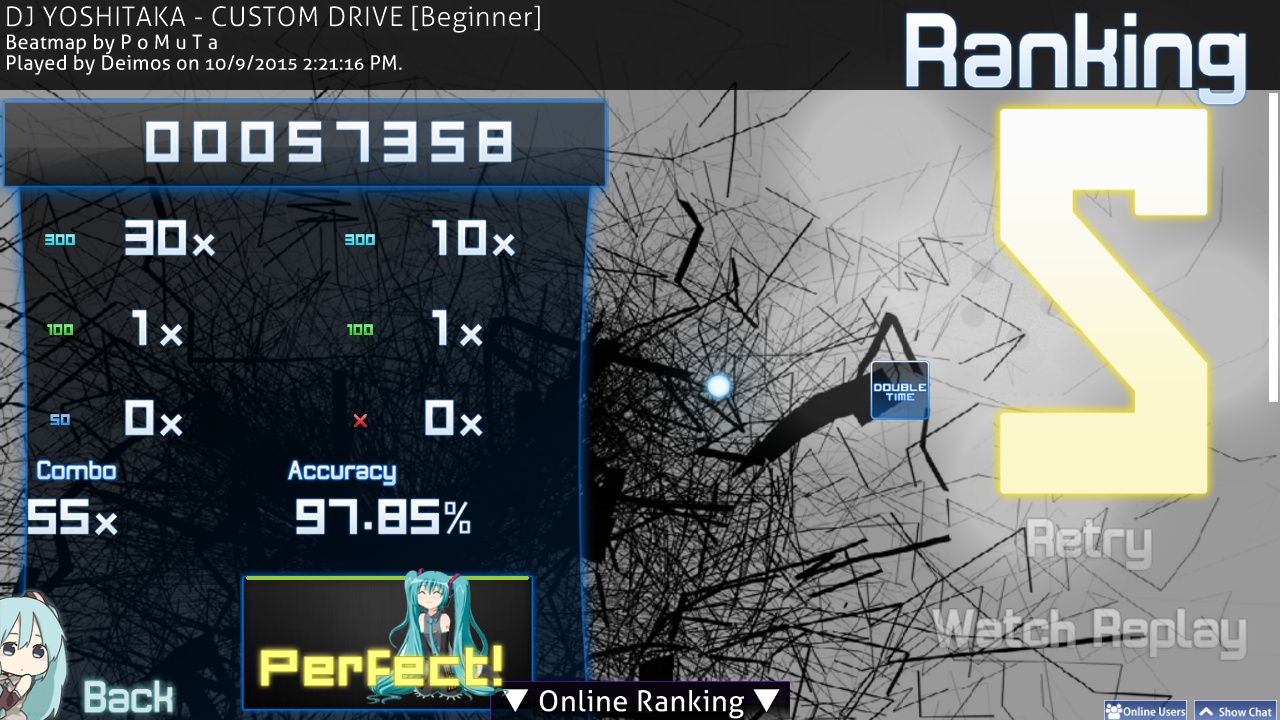 DJ YOSHITAKA - CUSTOM DRIVE [Beginner]
Beatmap by P o M u T a
Played by Deimos on 10/9/2015 2:21:16 PM.
Ranking
00057358
300 30x 300 10x
100 1x 100 1x
50 0x X 0x
Combo Accuracy
55x 97.85%
DOUBLE
TIME
S
Retry
Watch Replay
Perfect!
Back
▼ Online Ranking ▼
Online Users Show Chat